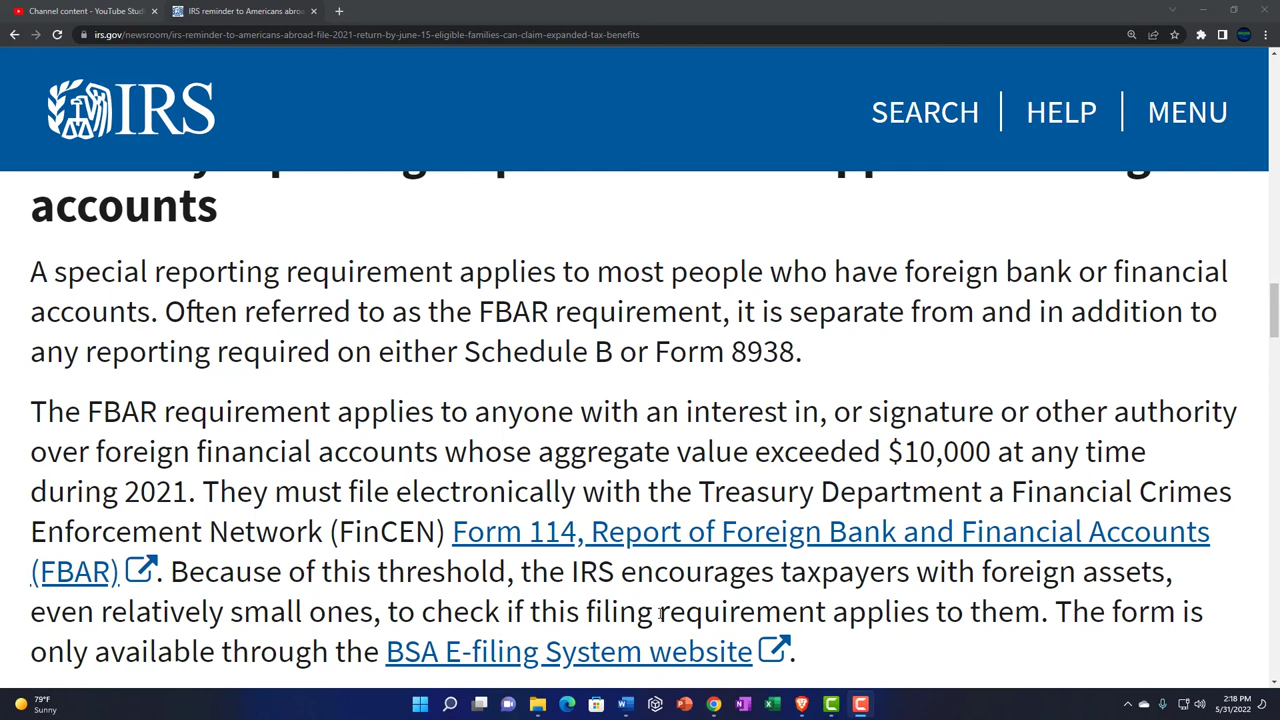 Channel content - YouTube Stud
IRS reminder to Americans abroa
irs.gov/newsroom/irs-reminder-to-americans-abroad-file-2021-return-by-june-15-eligible-families-can-claim-expanded-tax-benefits
IRS
SEARCH
HELP
MENU
accounts
A special reporting requirement applies to most people who have foreign bank or financial
accounts. Often referred to as the FBAR requirement, it is separate from and in addition to
any reporting required on either Schedule B or Form 8938.
The FBAR requirement applies to anyone with an interest in, or signature or other authority
over foreign financial accounts whose aggregate value exceeded $10,000 at any time
during 2021. They must file electronically with the Treasury Department a Financial Crimes
Enforcement Network (FinCEN) Form 114, Report of Foreign Bank and Financial Accounts
(FBAR). Because of this threshold, the IRS encourages taxpayers with foreign assets,
even relatively small ones, to check if this filing requirement applies to them. The form is
only available through the BSA E-filing System website.
79°F
Sunny
2:18 PM
5/31/2022